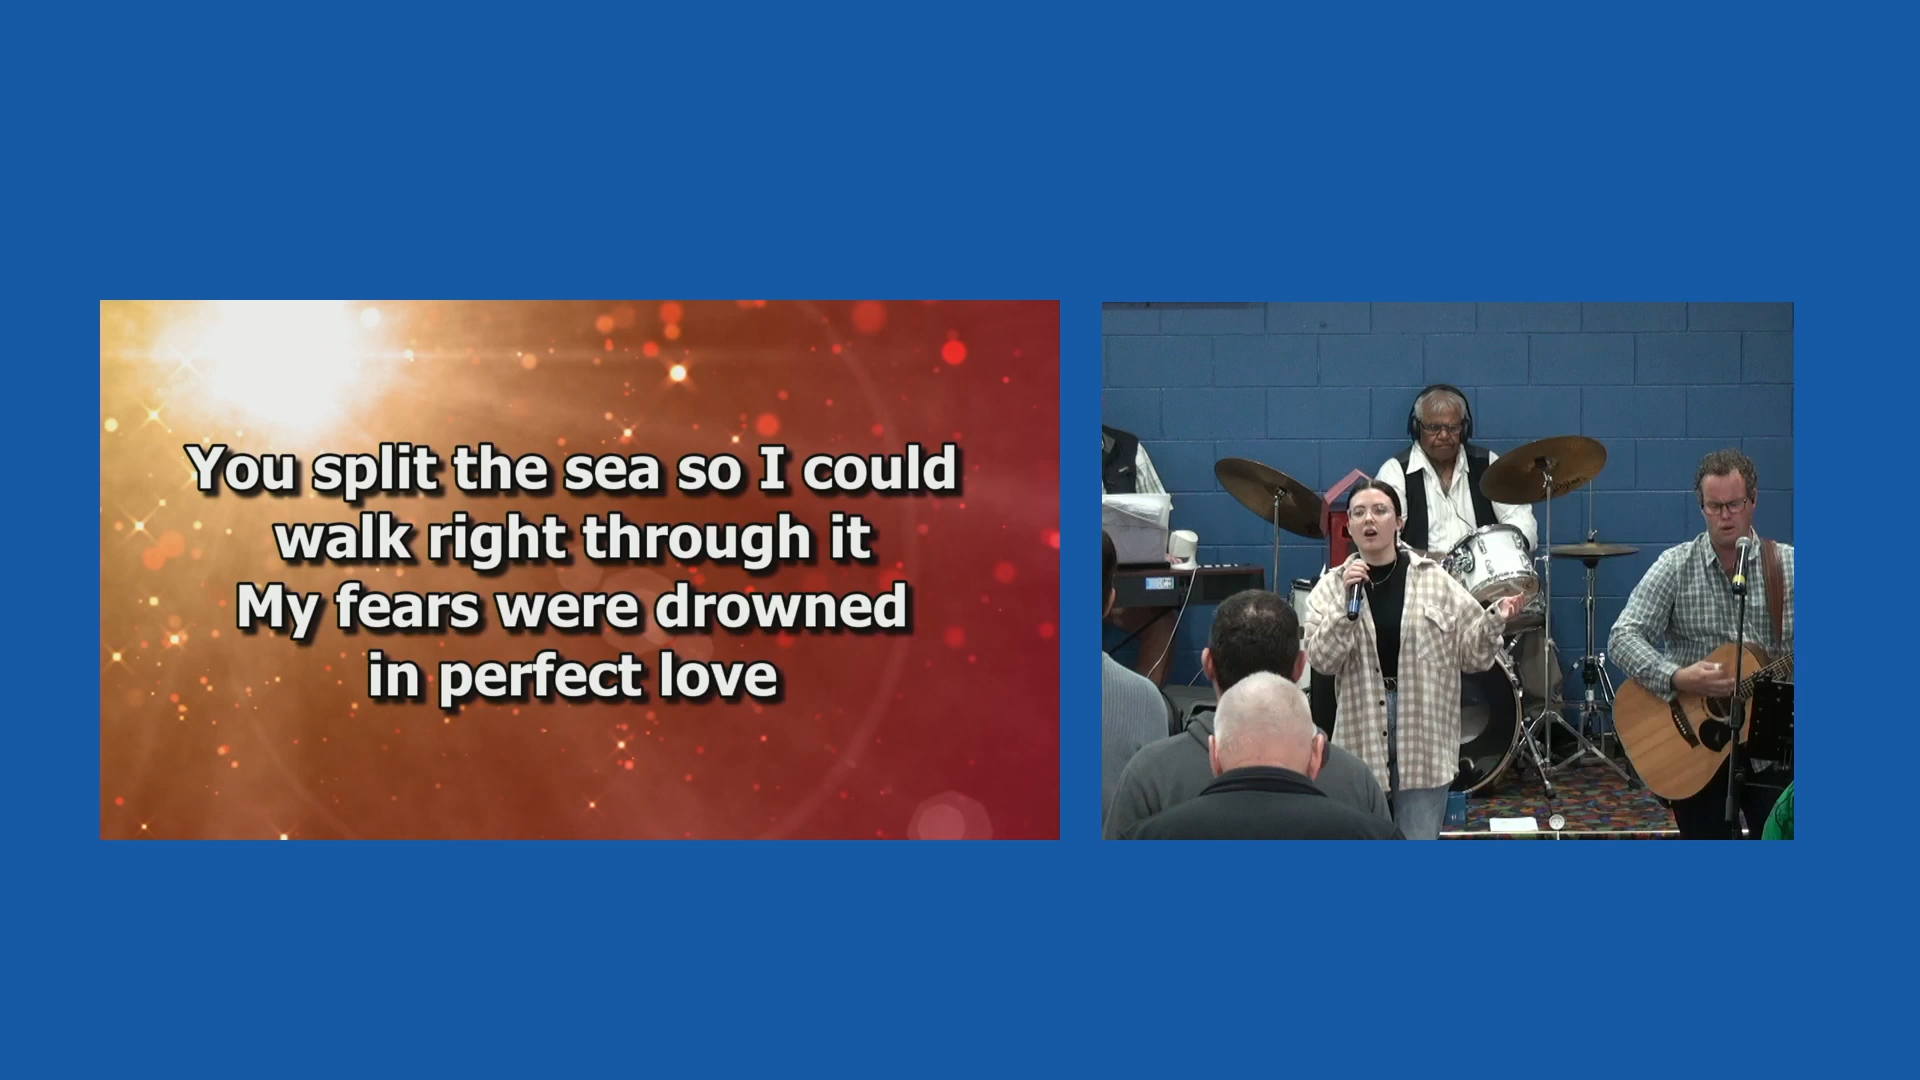 You split the sea so I could
walk right through it
My fears were drowned
in perfect love